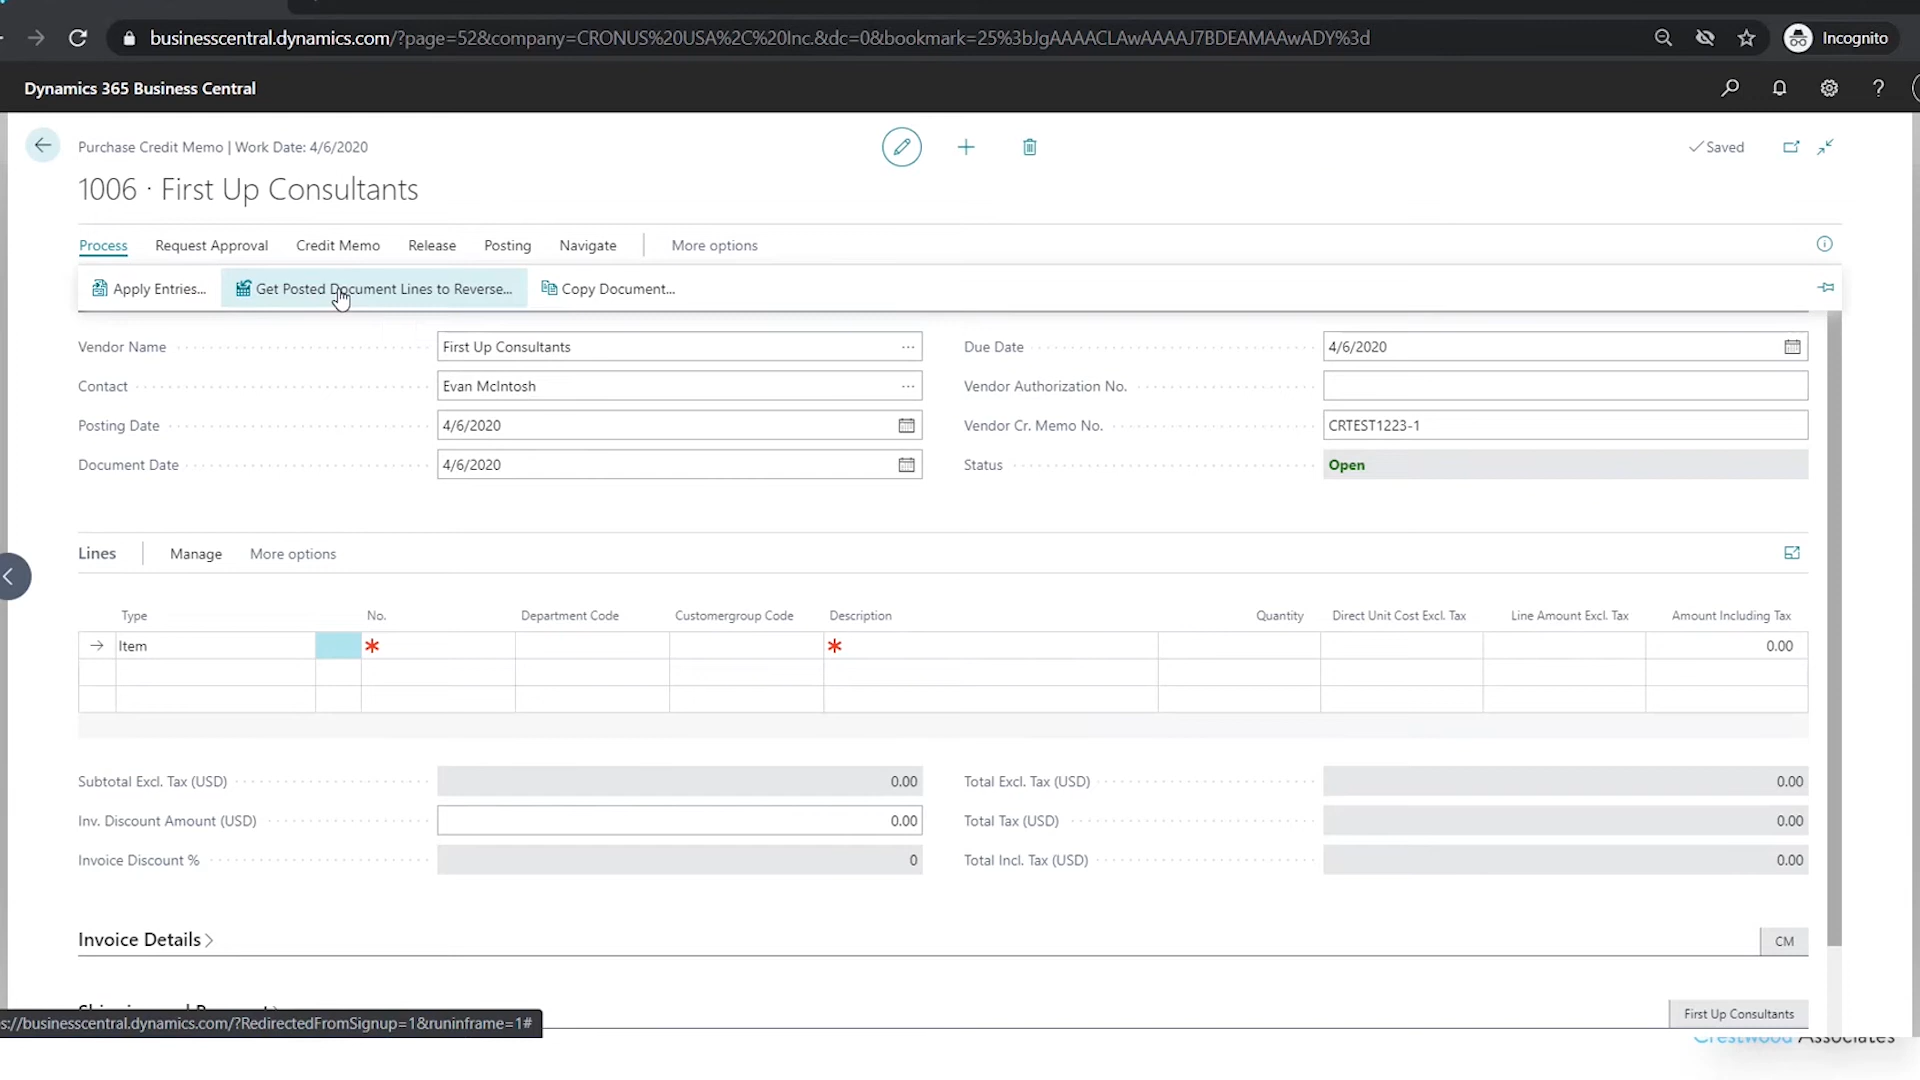 businesscentral.dynamics.com/?page=52&company=CRONUS%20USA%2C%20Inc.&dc=0&bookmark=25%3bJgAAAACLAwAAAAJ7BDEAMAAwADY%3d
Incognito
Dynamics 365 Business Central
?
Purchase Credit Memo | Work Date: 4/6/2020
Saved
1006 · First Up Consultants
Process
Request Approval
Credit Memo
Release
Posting
Navigate
More options
Apply Entries...
Get Posted Document Lines to Reverse...
Copy Document...
Vendor Name
First Up Consultants
Due Date
4/6/2020
Contact
Evan McIntosh
Vendor Authorization No.
Posting Date
4/6/2020
Vendor Cr. Memo No.
CRTEST1223-1
Document Date
4/6/2020
Status
Open
Lines
Manage
More options
Type
No.
Department Code
Customergroup Code
Description
Quantity
Direct Unit Cost Excl. Tax
Line Amount Excl. Tax
Amount Including Tax
Item
*
*
0.00
Subtotal Excl. Tax (USD)
0.00
Total Excl. Tax (USD)
0.00
Inv. Discount Amount (USD)
0.00
Total Tax (USD)
0.00
Invoice Discount %
0
Total Incl. Tax (USD)
0.00
Invoice Details
CM
First Up Consultants
s://businesscentral.dynamics.com/?RedirectedFromSignup=1&runinframe=1#
Crestwood Associates